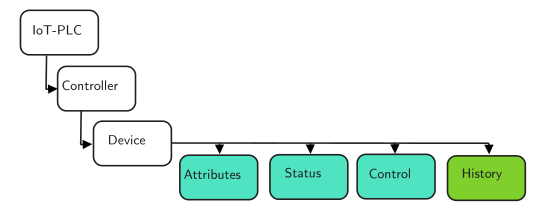 IoT-PLC
Controller
Device
Attributes
Status
Control
History